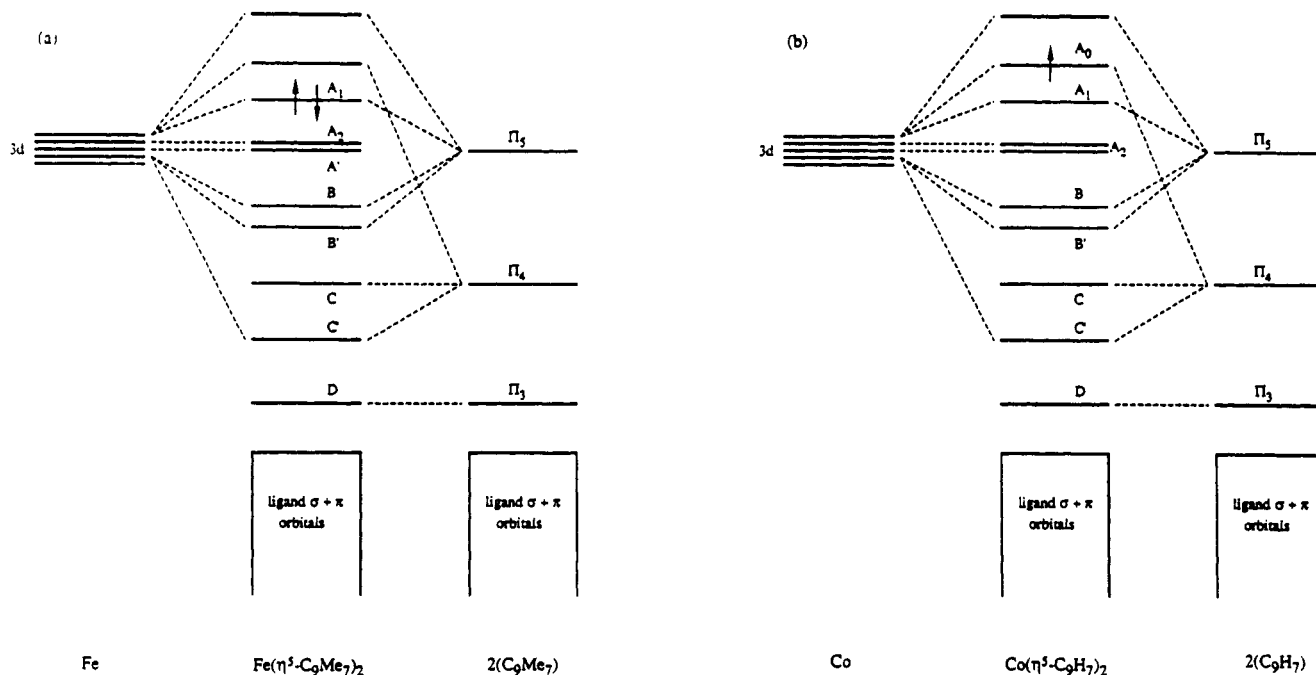 (a)
A₁
A₂
A'
B
B'
C
C'
D
3d
Π₅
Π₄
Π₃
ligand σ + π
orbitals
ligand σ + π
orbitals
Fe
Fe(η⁵-C₉Me₇)₂
2(C₉Me₇)
(b)
A₀
A₁
A₂
B
B'
C
C'
D
3d
Π₅
Π₄
Π₃
ligand σ + π
orbitals
ligand σ + π
orbitals
Co
Co(η⁵-C₉H₇)₂
2(C₉H₇)